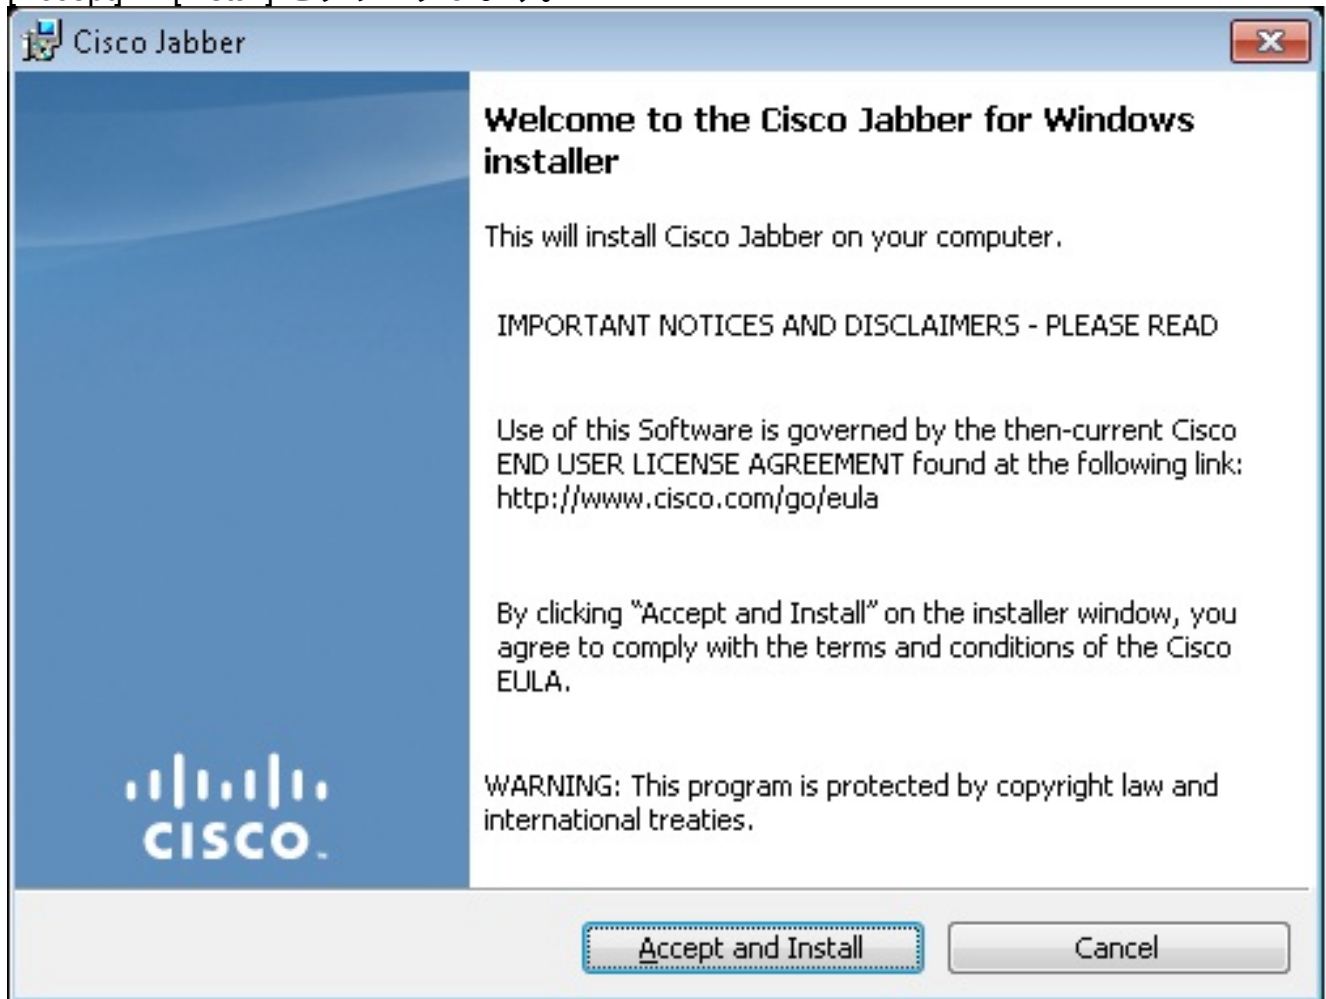 Cisco Jabber
Welcome to the Cisco Jabber for Windows
installer
This will install Cisco Jabber on your computer.
IMPORTANT NOTICES AND DISCLAIMERS - PLEASE READ
Use of this Software is governed by the then-current Cisco
END USER LICENSE AGREEMENT found at the following link:
http://www.cisco.com/go/eula
By clicking “Accept and Install” on the installer window, you
agree to comply with the terms and conditions of the Cisco
EULA.
WARNING: This program is protected by copyright law and
international treaties.
CISCO.
Accept and Install
Cancel